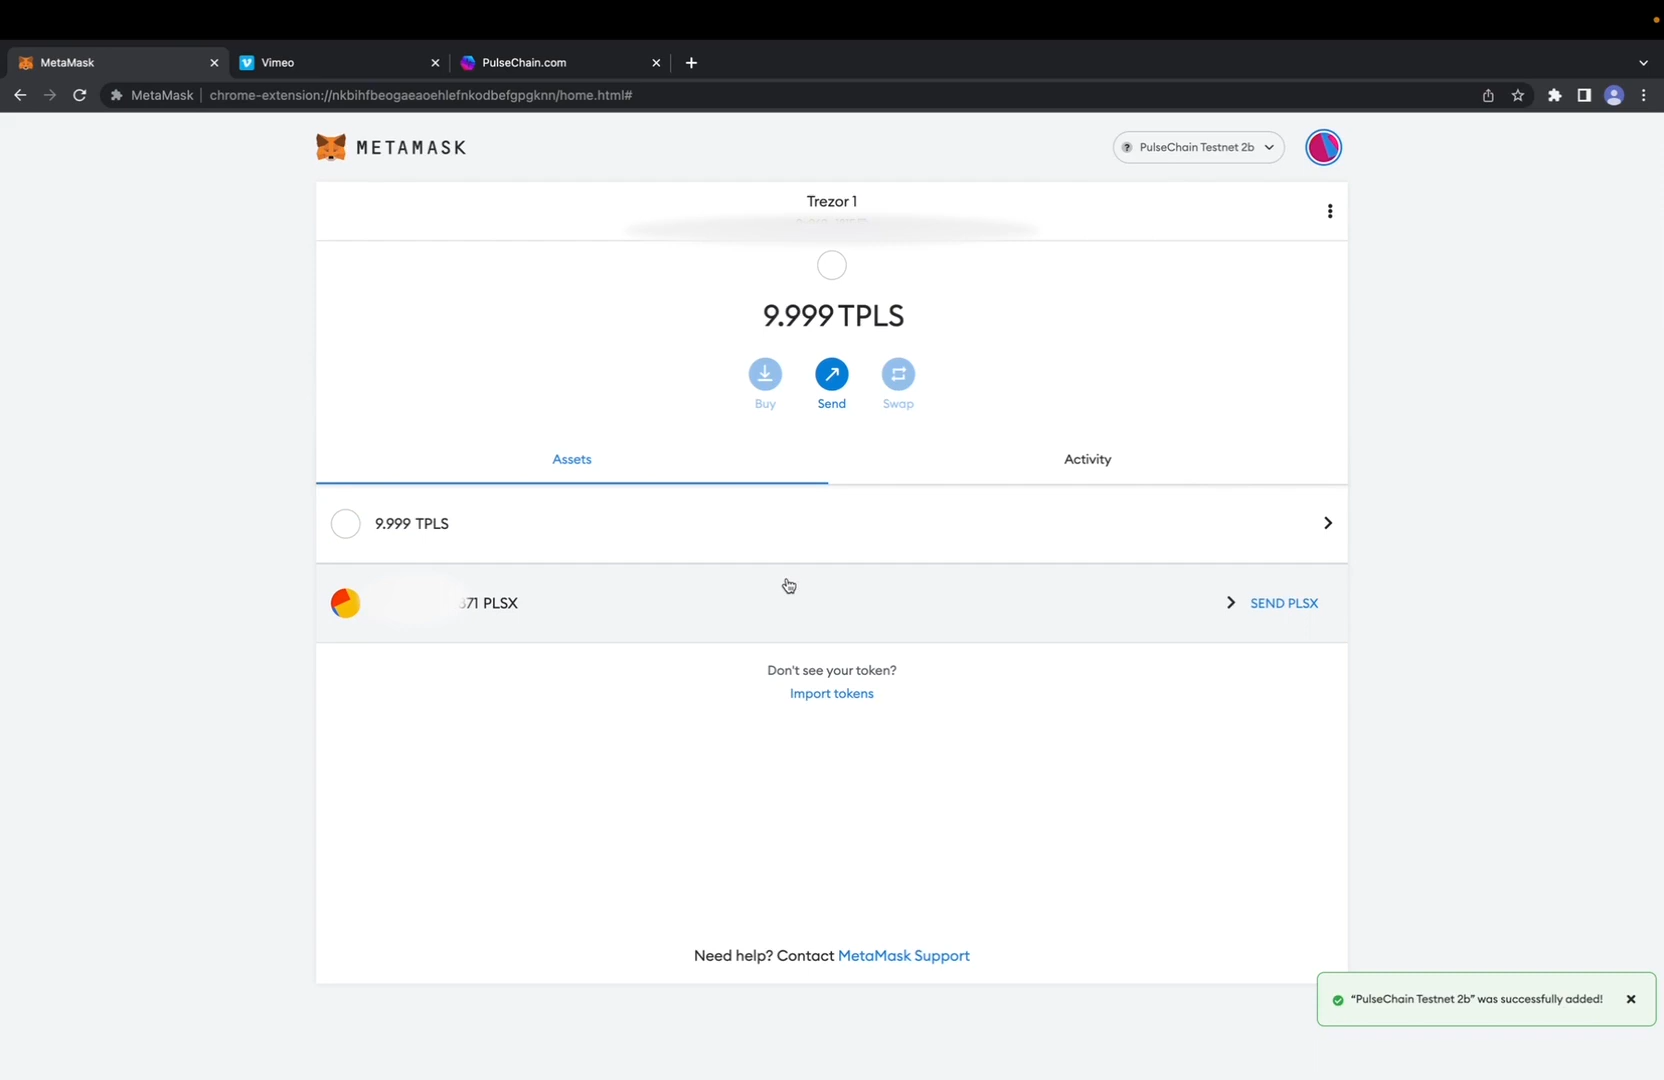 MetaMask
Vimeo
PulseChain.com
MetaMask | chrome-extension://nkbihfbeogaeaoehlefnkodbefgpgknn/home.html#
METAMASK
? PulseChain Testnet 2b
Trezor 1
9.999 TPLS
Buy
Send
Swap
Assets
Activity
9.999 TPLS
371 PLSX
SEND PLSX
Don't see your token?
Import tokens
Need help? Contact MetaMask Support
“PulseChain Testnet 2b” was successfully added!